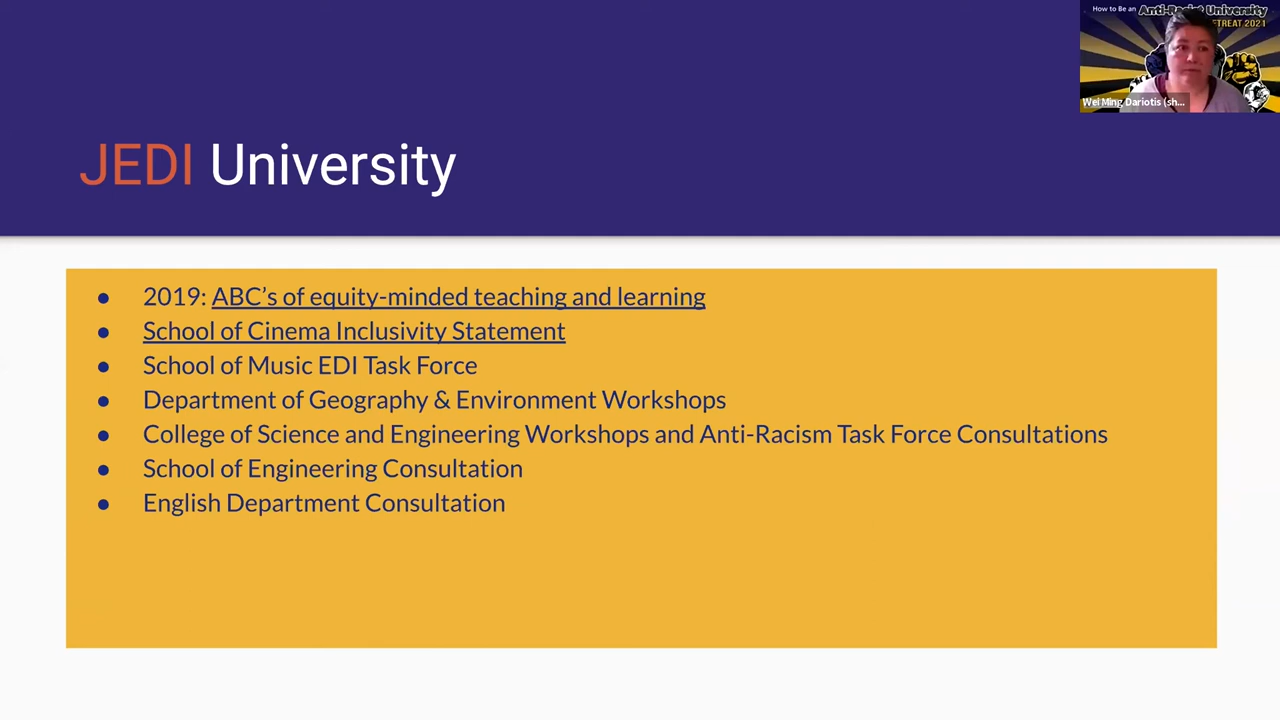 How to Be an Anti-Racist University
RETREAT 2021
Wei Ming Dariotis (sh...
JEDI University
● 2019: ABC's of equity-minded teaching and learning
● School of Cinema Inclusivity Statement
● School of Music EDI Task Force
● Department of Geography & Environment Workshops
● College of Science and Engineering Workshops and Anti-Racism Task Force Consultations
● School of Engineering Consultation
● English Department Consultation